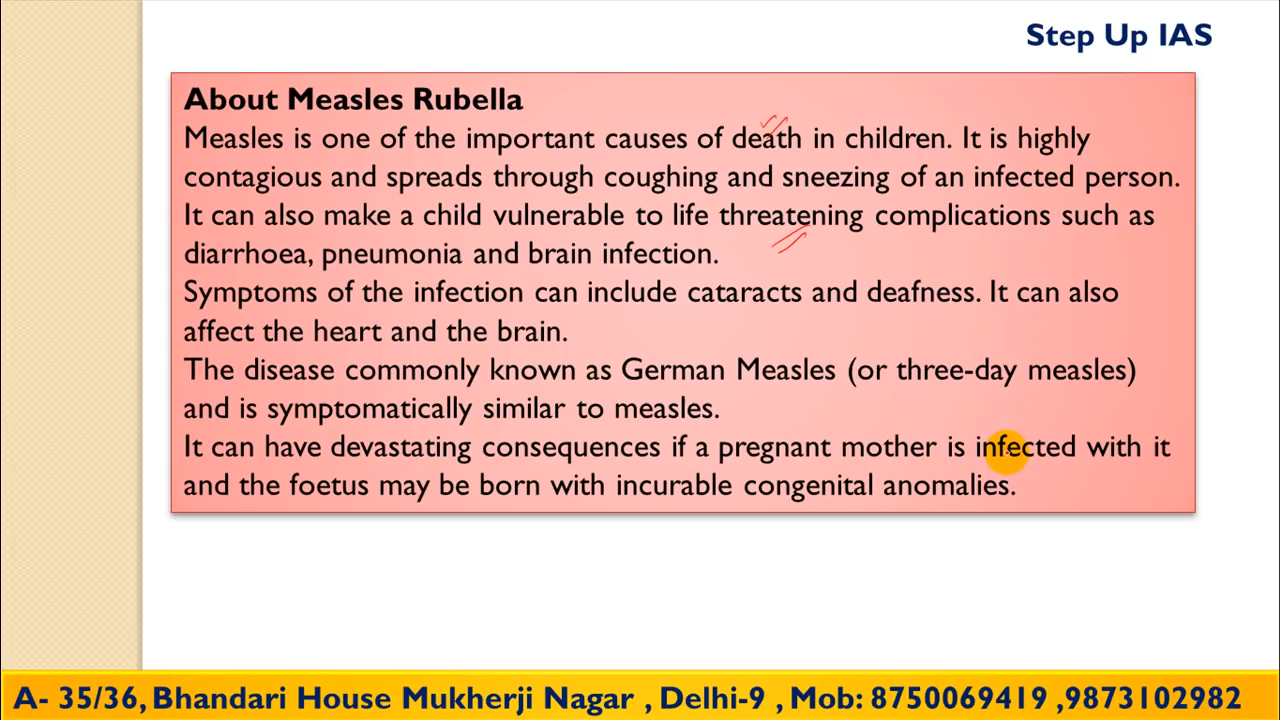 Step Up IAS
About Measles Rubella
Measles is one of the important causes of death in children. It is highly
contagious and spreads through coughing and sneezing of an infected person.
It can also make a child vulnerable to life threatening complications such as
diarrhoea, pneumonia and brain infection.
Symptoms of the infection can include cataracts and deafness. It can also
affect the heart and the brain.
The disease commonly known as German Measles (or three-day measles)
and is symptomatically similar to measles.
It can have devastating consequences if a pregnant mother is infected with it
and the foetus may be born with incurable congenital anomalies.
A- 35/36, Bhandari House Mukherji Nagar , Delhi-9 , Mob: 8750069419 ,9873102982